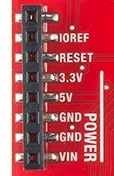 IOREF
RESET
3.3V
5V
GND
GND
VIN
POWER